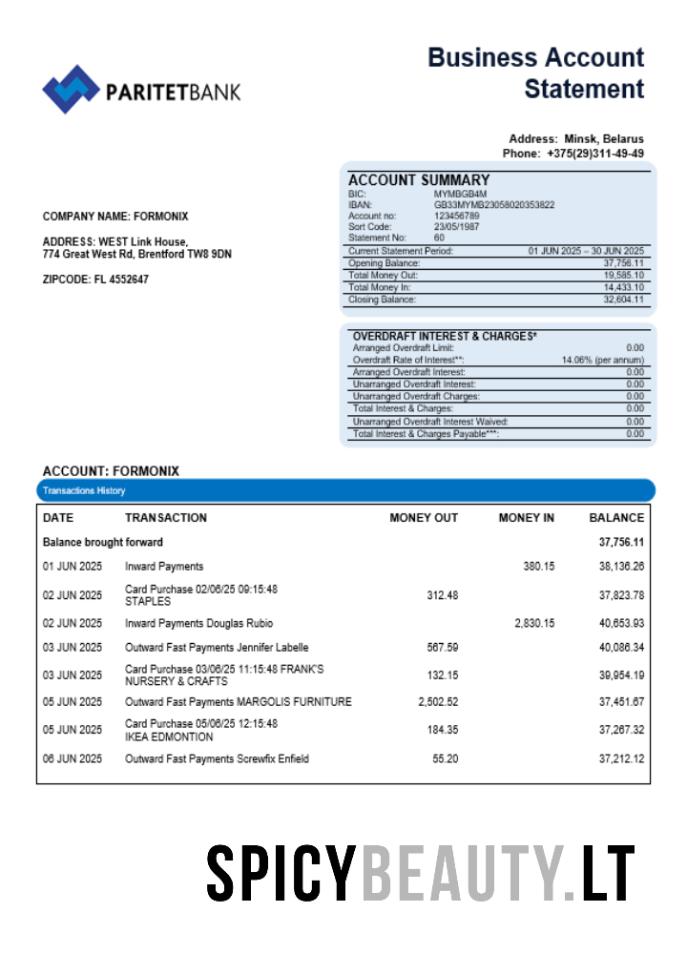 Business Account
Statement
PARITETBANK
Address: Minsk, Belarus
Phone: +375(29)311-49-49
ACCOUNT SUMMARY
BIC: MYMBGB4M
IBAN: GB33MYMB23058020353822
Account no: 123456789
Sort Code: 23/05/1987
Statement No: 60
Current Statement Period: 01 JUN 2025 – 30 JUN 2025
Opening Balance: 37,756.11
Total Money Out: 19,585.10
Total Money In: 14,433.10
Closing Balance: 32,604.11
COMPANY NAME: FORMONIX
ADDRESS: WEST Link House,
774 Great West Rd, Brentford TW8 9DN
ZIPCODE: FL 4552647
OVERDRAFT INTEREST & CHARGES*
Arranged Overdraft Limit: 0.00
Overdraft Rate of Interest**: 14.06% (per annum)
Arranged Overdraft Interest: 0.00
Unarranged Overdraft Interest: 0.00
Unarranged Overdraft Charges: 0.00
Total Interest & Charges: 0.00
Unarranged Overdraft Interest Waived: 0.00
Total Interest & Charges Payable***: 0.00
ACCOUNT: FORMONIX
Transactions History
DATE TRANSACTION MONEY OUT MONEY IN BALANCE
Balance brought forward 37,756.11
01 JUN 2025 Inward Payments 380.15 38,136.26
02 JUN 2025 Card Purchase 02/06/25 09:15:48 312.48 37,823.78
STAPLES
02 JUN 2025 Inward Payments Douglas Rubio 2,830.15 40,653.93
03 JUN 2025 Outward Fast Payments Jennifer Labelle 567.59 40,086.34
03 JUN 2025 Card Purchase 03/06/25 11:15:48 FRANK'S 132.15 39,954.19
NURSERY & CRAFTS
05 JUN 2025 Outward Fast Payments MARGOLIS FURNITURE 2,502.52 37,451.67
05 JUN 2025 Card Purchase 05/06/25 12:15:48 184.35 37,267.32
IKEA EDMONTION
06 JUN 2025 Outward Fast Payments Screwfix Enfield 55.20 37,212.12
SPICYBEAUTY.LT